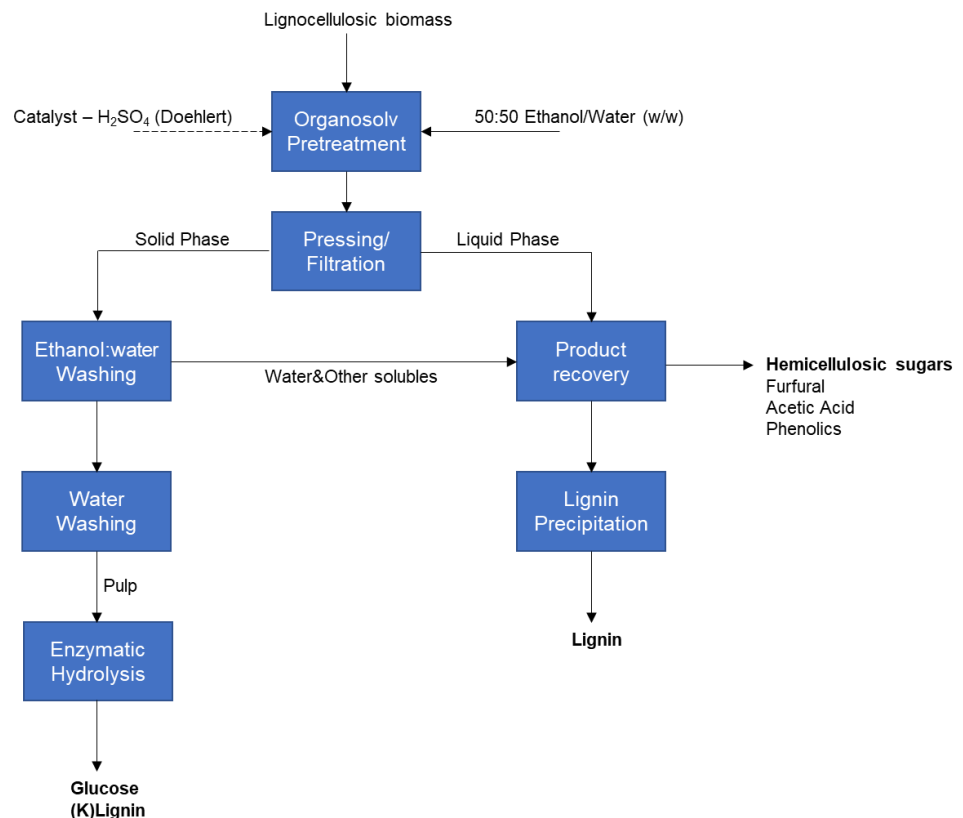 Lignocellulosic biomass
Catalyst – H₂SO₄ (Doehlert)
Organosolv
Pretreatment
50:50 Ethanol/Water (w/w)
Solid Phase
Pressing/
Filtration
Liquid Phase
Ethanol:water
Washing
Water&Other solubles
Product
recovery
Hemicellulosic sugars
Furfural
Acetic Acid
Phenolics
Water
Washing
Lignin
Precipitation
Pulp
Enzymatic
Hydrolysis
Lignin
Glucose
(K)Lignin